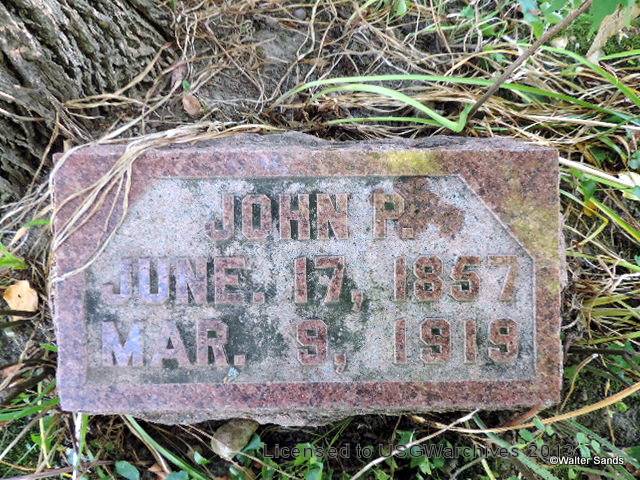 JOHN P.
JUNE. 17, 1857
MAR. 9, 1919
Licensed to USGWarchives 2013
©Walter Sands